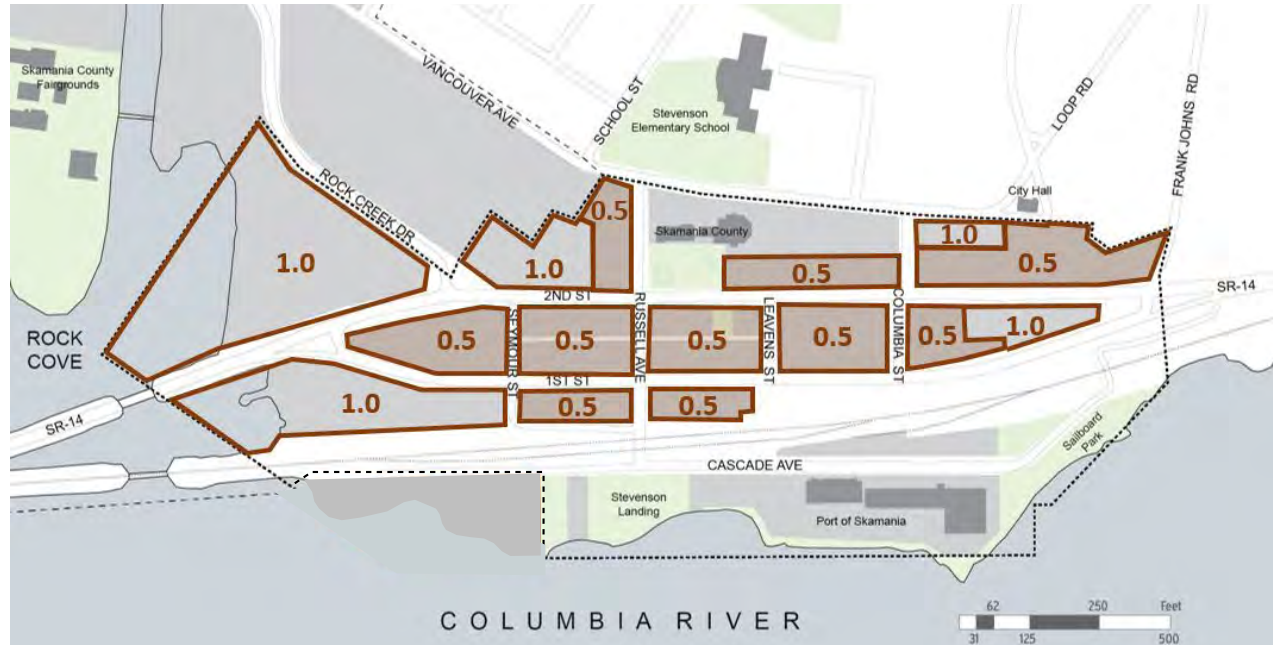 Skamania County
Fairgrounds
VANCOUVER AVE
SCHOOL ST
Stevenson
Elementary School
LOOP RD
FRANK JOHNS RD
City Hall
ROCK CREEK DR
0.5
Skamania County
1.0
1.0
1.0
0.5
0.5
2ND ST
SR-14
ROCK
COVE
0.5
SEYMOUR ST
0.5
RUSSELL AVE
0.5
LEAVENS ST
0.5
COLUMBIA ST
0.5
1.0
1ST ST
1.0
0.5
0.5
SR-14
Sailboard
Park
CASCADE AVE
Stevenson
Landing
Port of Skamania
COLUMBIA RIVER
62 250 Feet
31 125 500